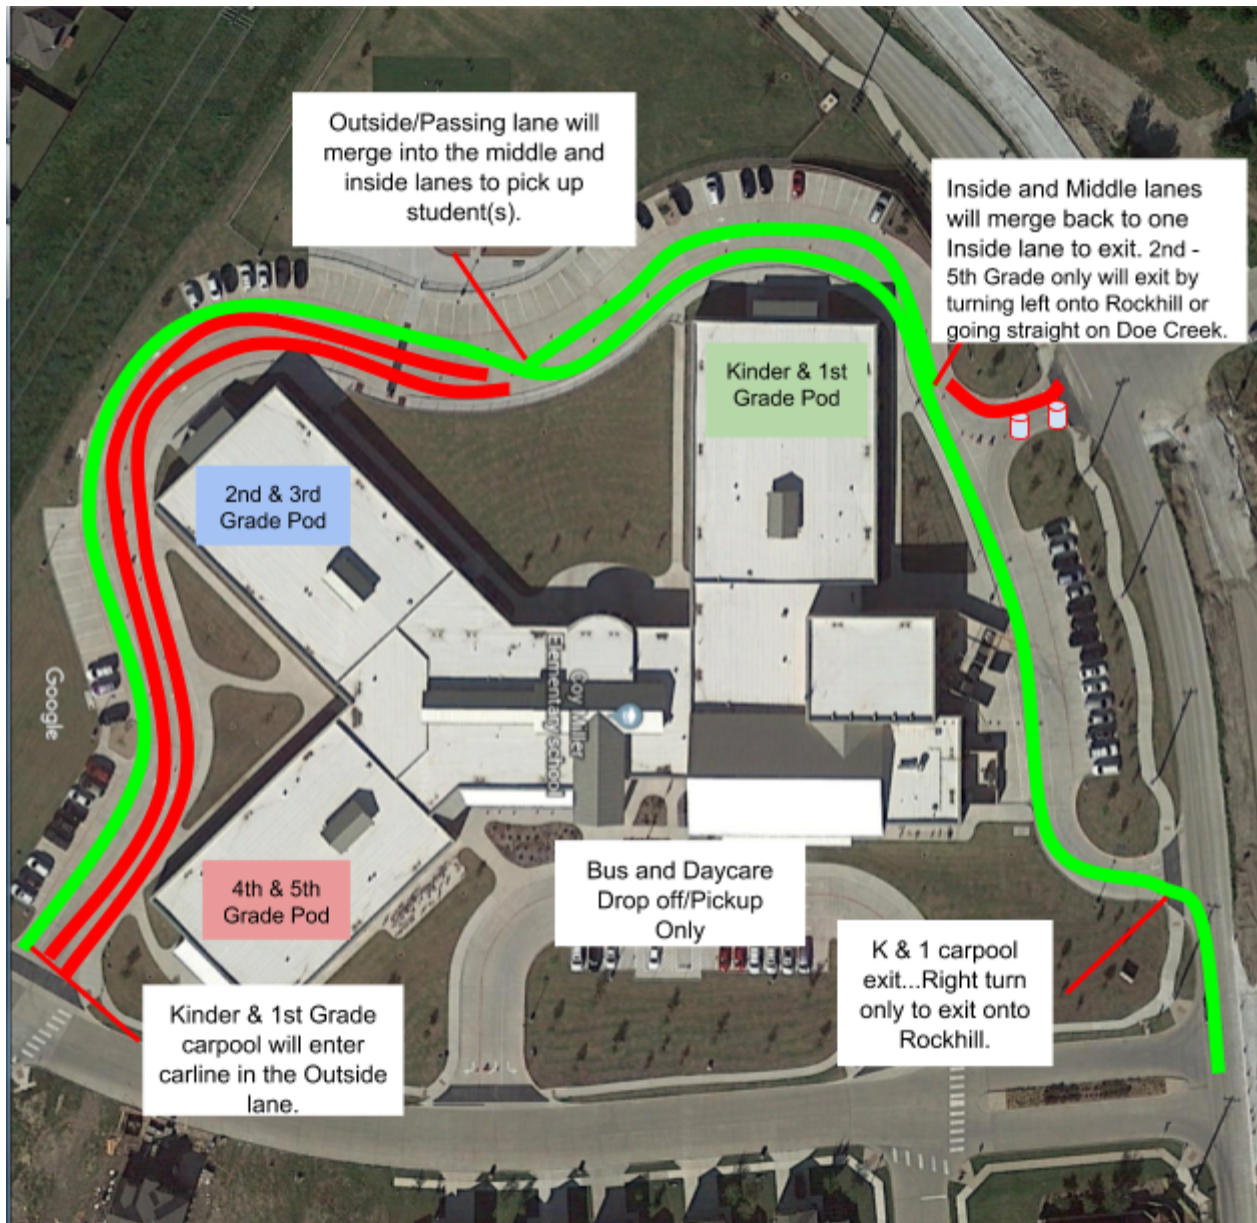 Outside/Passing lane will
merge into the middle and
inside lanes to pick up
student(s).
Inside and Middle lanes
will merge back to one
Inside lane to exit. 2nd -
5th Grade only will exit by
turning left onto Rockhill or
going straight on Doe Creek.
Kinder & 1st
Grade Pod
2nd & 3rd
Grade Pod
Google
Coy Miller
Elementary school
4th & 5th
Grade Pod
Bus and Daycare
Drop off/Pickup
Only
K & 1 carpool
exit...Right turn
only to exit onto
Rockhill.
Kinder & 1st Grade
carpool will enter
carline in the Outside
lane.